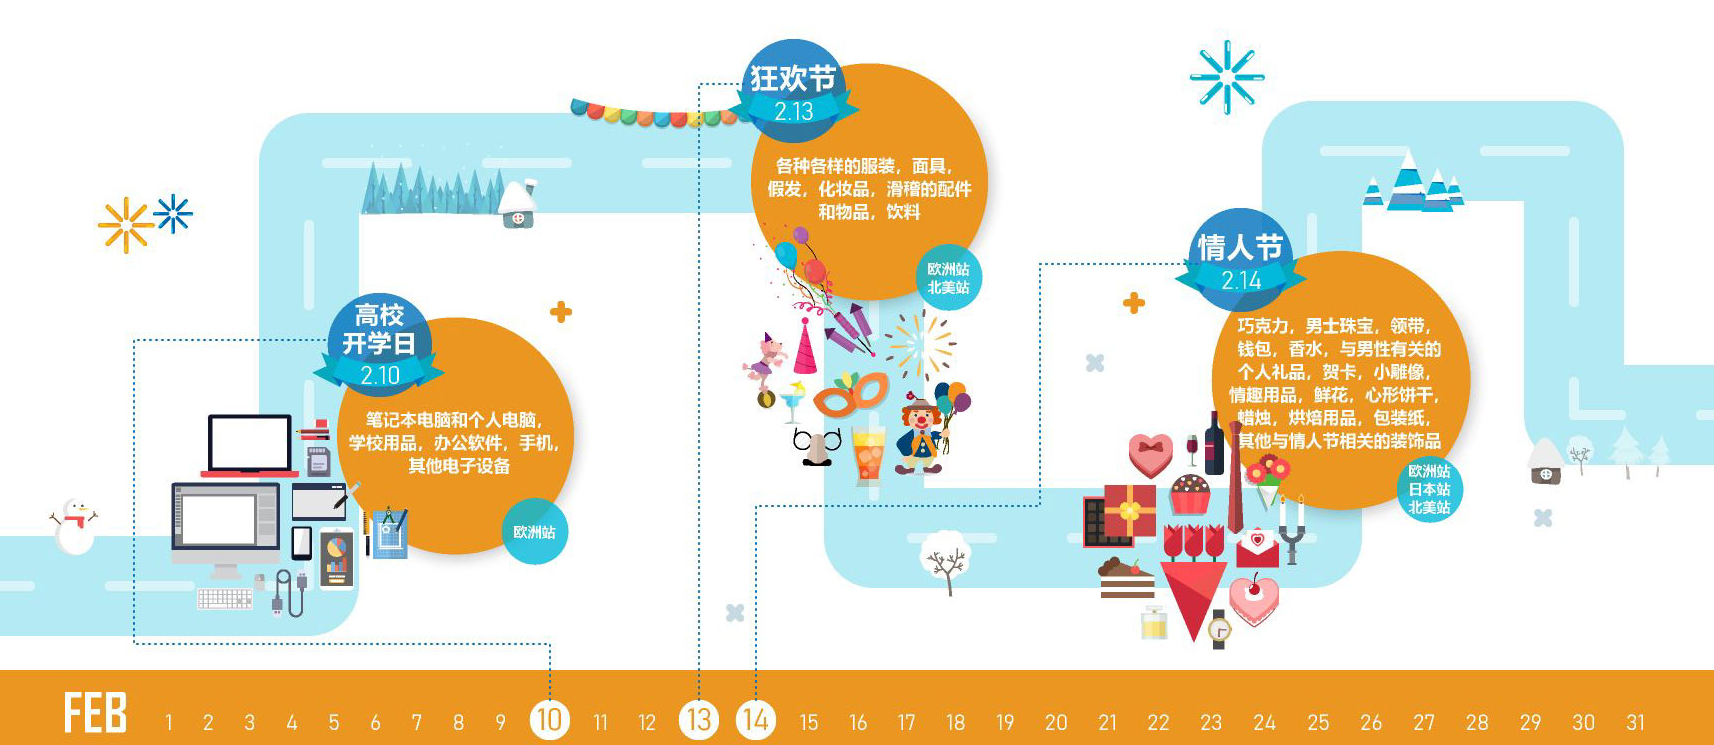 狂欢节
2.13
各种各样的服装，面具，
假发，化妆品，滑稽的配件
和物品，饮料
欧洲站
北美站
情人节
2.14
巧克力，男士珠宝，领带，
钱包，香水，与男性有关的
个人礼品，贺卡，小雕像，
情趣用品，鲜花，心形饼干，
蜡烛，烘焙用品，包装纸，
其他与情人节相关的装饰品
欧洲站
日本站
北美站
高校
开学日
2.10
笔记本电脑和个人电脑，
学校用品，办公软件，手机，
其他电子设备
欧洲站
FEB 1 2 3 4 5 6 7 8 9 10 11 12 13 14 15 16 17 18 19 20 21 22 23 24 25 26 27 28 29 30 31